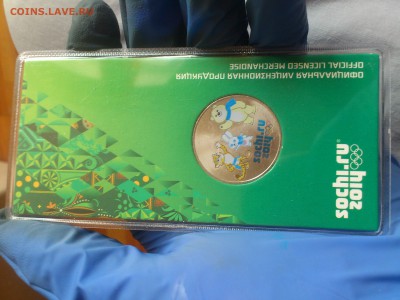 COINS.LAVE.RU
ОФИЦИАЛЬНАЯ ЛИЦЕНЗИОННАЯ ПРОДУКЦИЯ
OFFICIAL LICENSED MERCHANDISE
sochi.ru
2014
sochi.ru
2014